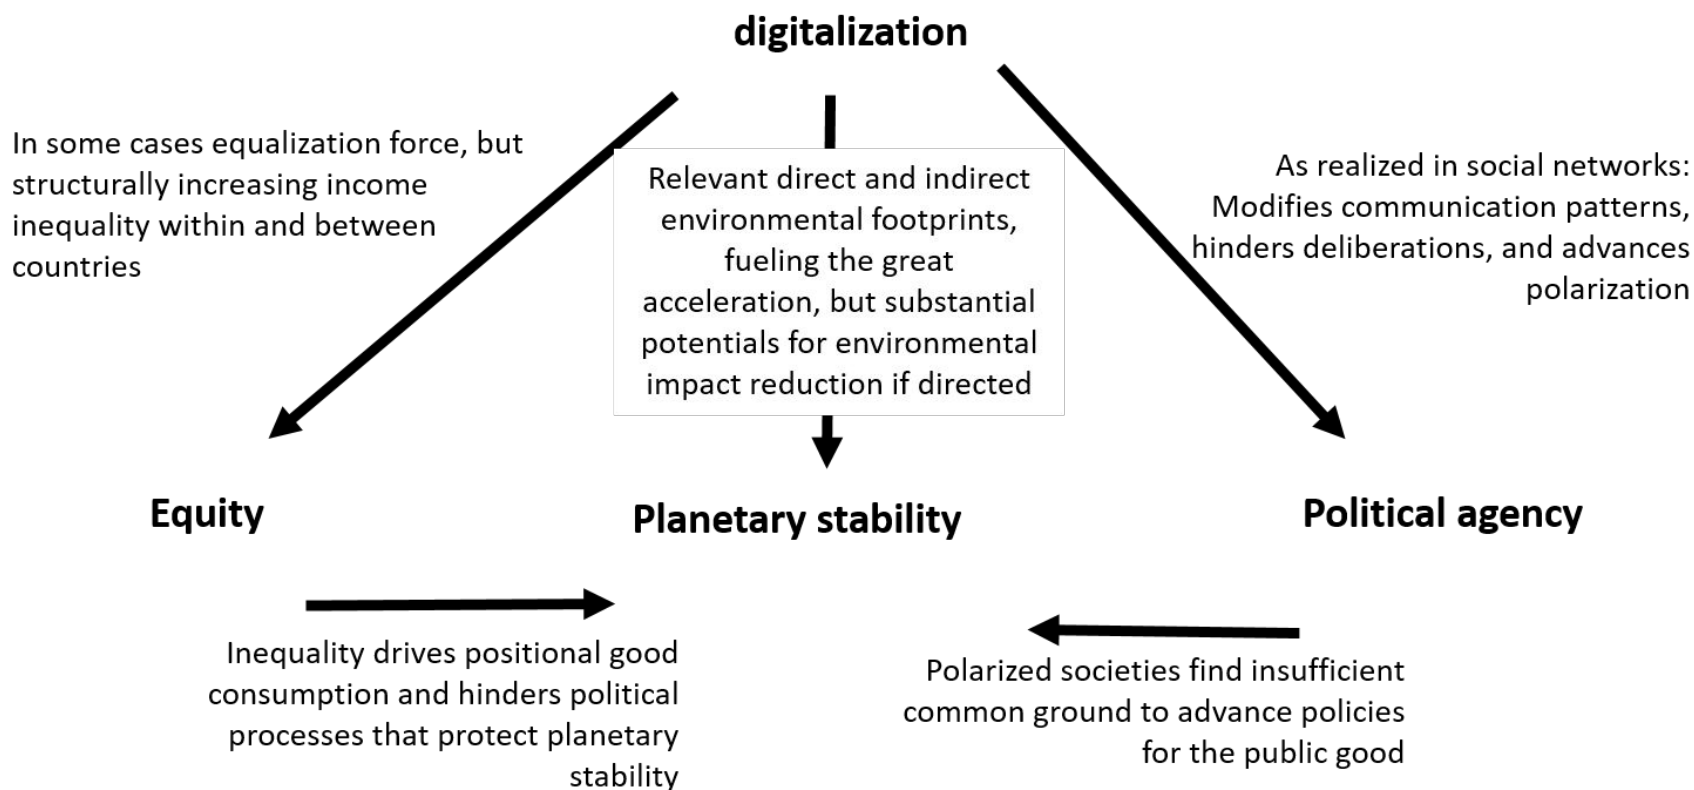 digitalization
In some cases equalization force, but
structurally increasing income
inequality within and between
countries
Relevant direct and indirect
environmental footprints,
fueling the great
acceleration, but substantial
potentials for environmental
impact reduction if directed
As realized in social networks:
Modifies communication patterns,
hinders deliberations, and advances
polarization
Equity
Planetary stability
Political agency
Inequality drives positional good
consumption and hinders political
processes that protect planetary
stability
Polarized societies find insufficient
common ground to advance policies
for the public good